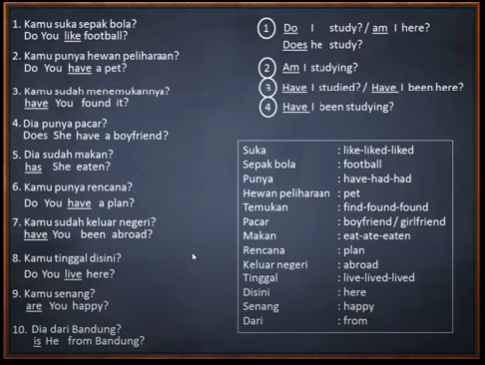 1. Kamu suka sepak bola?
Do You like football?
2. Kamu punya hewan peliharaan?
Do You have a pet?
3. Kamu sudah menemukannya?
have You found it?
4. Dia punya pacar?
Does She have a boyfriend?
5. Dia sudah makan?
has She eaten?
6. Kamu punya rencana?
Do You have a plan?
7. Kamu sudah keluar negeri?
have You been abroad?
8. Kamu tinggal disini?
Do You live here?
9. Kamu senang?
are You happy?
10. Dia dari Bandung?
is He from Bandung?
1 Do I study? / am I here?
Does he study?
2 Am I studying?
3 Have I studied? / Have I been here?
4 Have I been studying?
Suka : like-liked-liked
Sepak bola : football
Punya : have-had-had
Hewan peliharaan : pet
Temukan : find-found-found
Pacar : boyfriend / girlfriend
Makan : eat-ate-eaten
Rencana : plan
Keluar negeri : abroad
Tinggal : live-lived-lived
Disini : here
Senang : happy
Dari : from